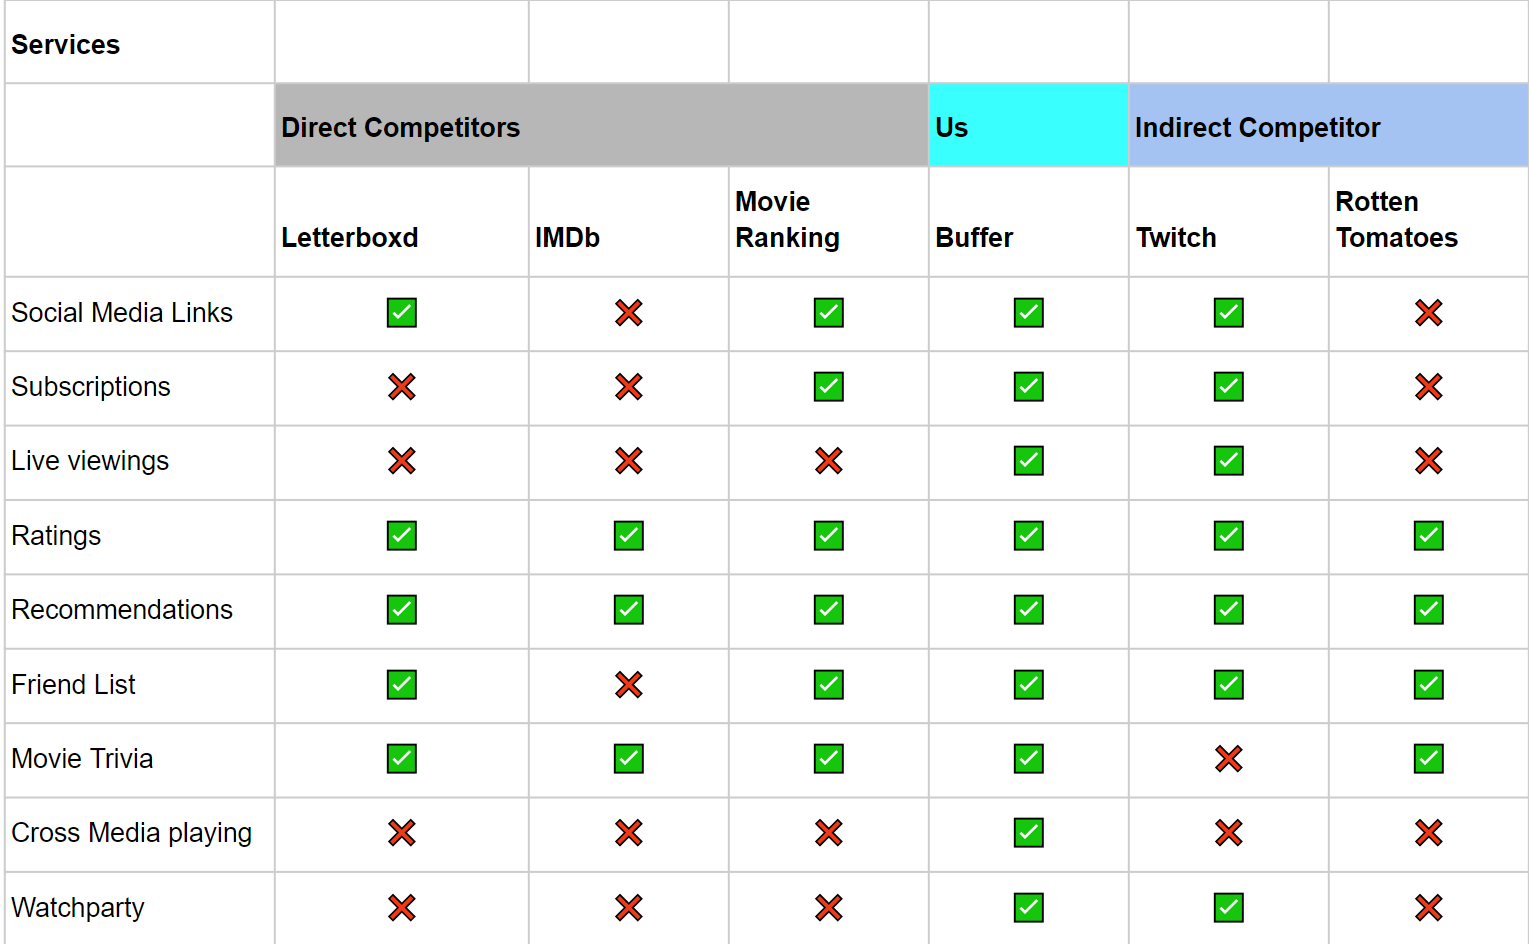 Services
Direct Competitors Us Indirect Competitor
Letterboxd IMDb Movie Ranking Buffer Twitch Rotten Tomatoes
Social Media Links ✅ ❌ ✅ ✅ ✅ ❌
Subscriptions ❌ ❌ ✅ ✅ ✅ ❌
Live viewings ❌ ❌ ❌ ✅ ✅ ❌
Ratings ✅ ✅ ✅ ✅ ✅ ✅
Recommendations ✅ ✅ ✅ ✅ ✅ ✅
Friend List ✅ ❌ ✅ ✅ ✅ ✅
Movie Trivia ✅ ✅ ✅ ✅ ❌ ✅
Cross Media playing ❌ ❌ ❌ ✅ ❌ ❌
Watchparty ❌ ❌ ❌ ✅ ✅ ❌